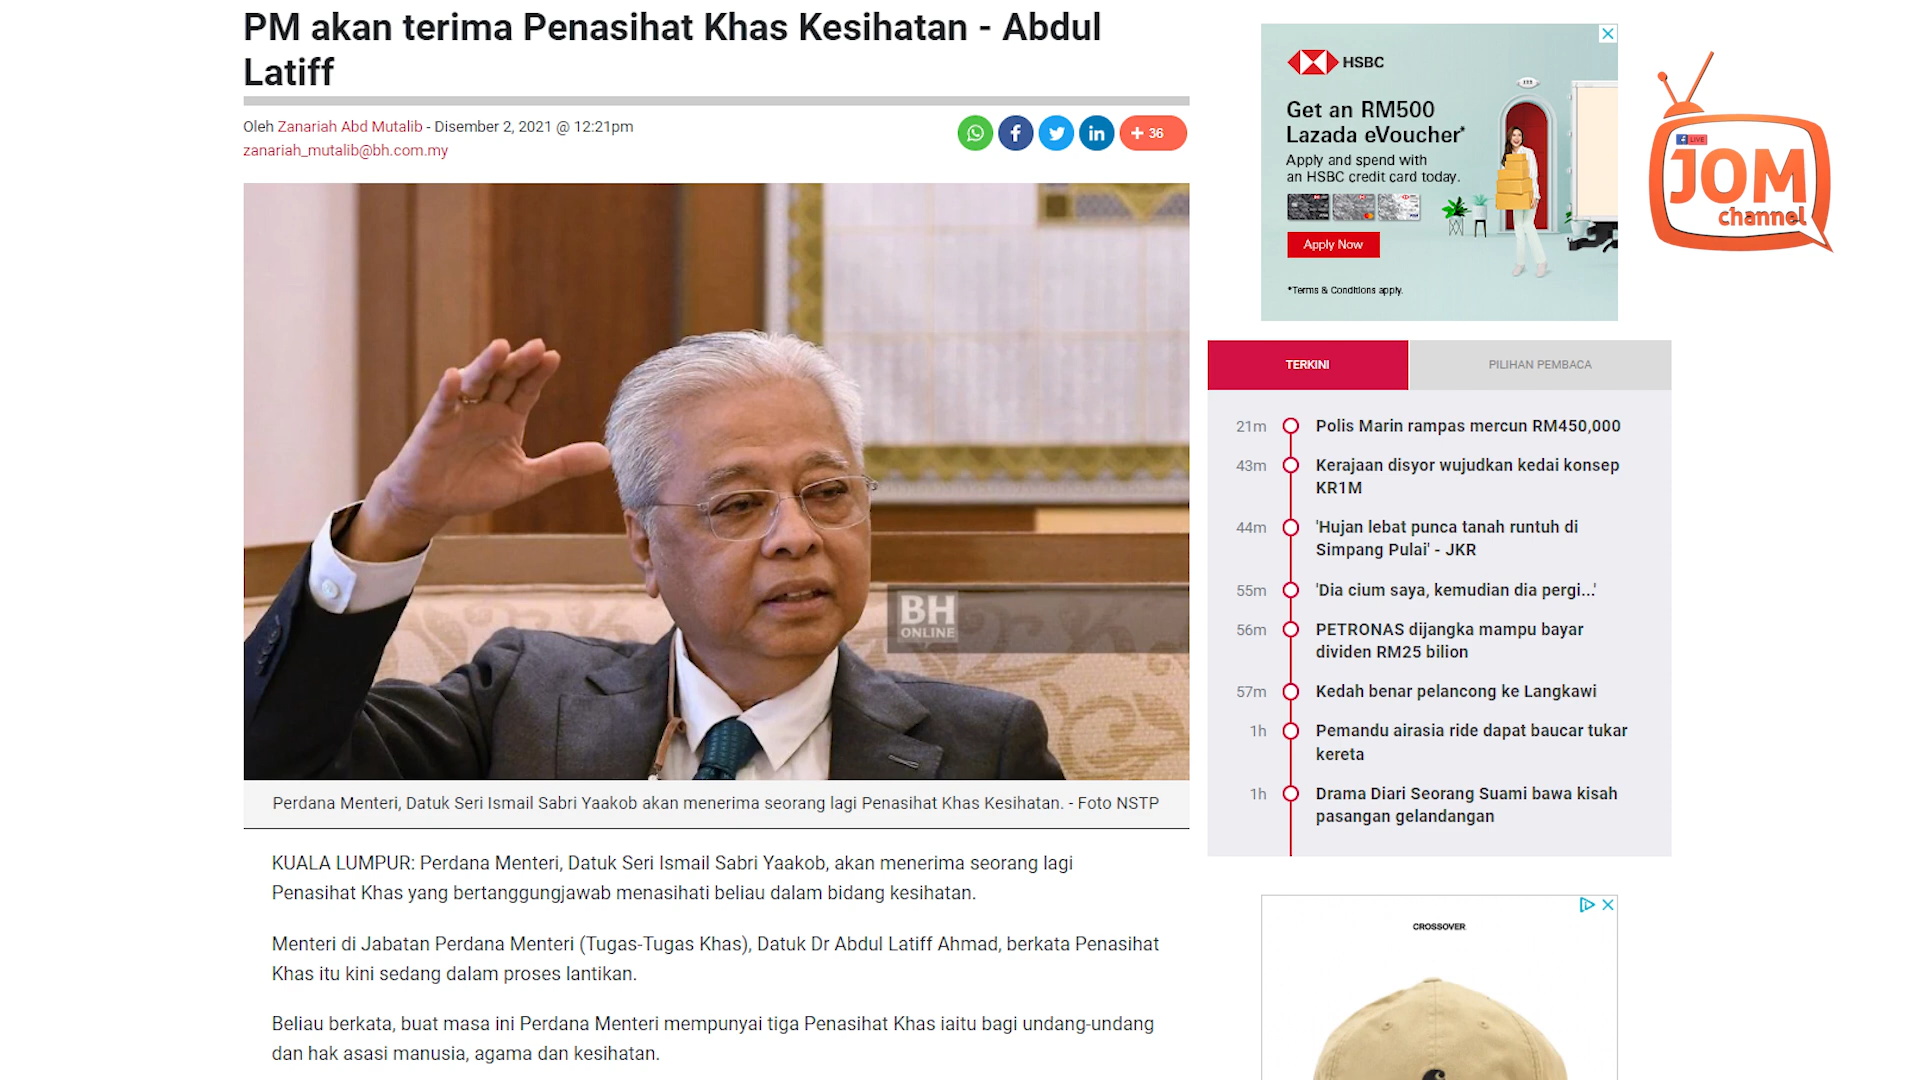 PM akan terima Penasihat Khas Kesihatan - Abdul
Latiff
Oleh Zanariah Abd Mutalib - Disember 2, 2021 @ 12:21pm
zanariah_mutalib@bh.com.my
+ 36
BH
ONLINE
Perdana Menteri, Datuk Seri Ismail Sabri Yaakob akan menerima seorang lagi Penasihat Khas Kesihatan. - Foto NSTP
KUALA LUMPUR: Perdana Menteri, Datuk Seri Ismail Sabri Yaakob, akan menerima seorang lagi
Penasihat Khas yang bertanggungjawab menasihati beliau dalam bidang kesihatan.
Menteri di Jabatan Perdana Menteri (Tugas-Tugas Khas), Datuk Dr Abdul Latiff Ahmad, berkata Penasihat
Khas itu kini sedang dalam proses lantikan.
Beliau berkata, buat masa ini Perdana Menteri mempunyai tiga Penasihat Khas iaitu bagi undang-undang
dan hak asasi manusia, agama dan kesihatan.
HSBC
Get an RM500
Lazada eVoucher*
Apply and spend with
an HSBC credit card today.
Apply Now
*Terms & Conditions apply.
LIVE
JOM
channel
TERKINI
PILIHAN PEMBACA
21m Polis Marin rampas mercun RM450,000
43m Kerajaan disyor wujudkan kedai konsep
KR1M
44m 'Hujan lebat punca tanah runtuh di
Simpang Pulai' - JKR
55m 'Dia cium saya, kemudian dia pergi...'
56m PETRONAS dijangka mampu bayar
dividen RM25 bilion
57m Kedah benar pelancong ke Langkawi
1h Pemandu airasia ride dapat baucar tukar
kereta
1h Drama Diari Seorang Suami bawa kisah
pasangan gelandangan
CROSSOVER